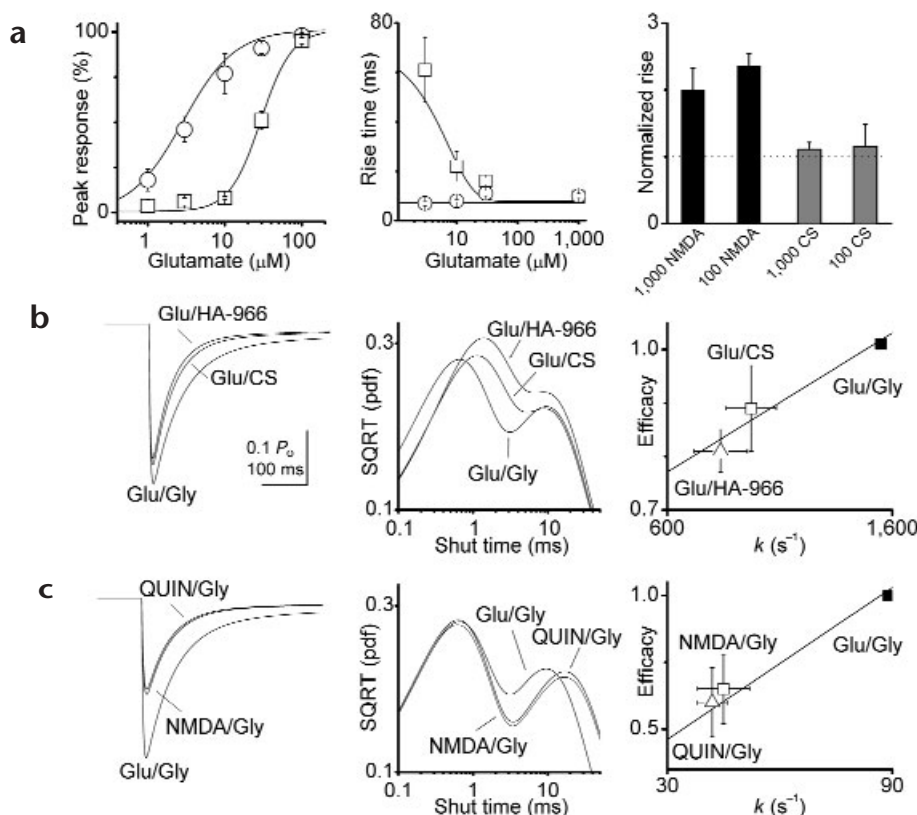 a
Peak response (%)
100
0
1 10 100
Glutamate (μM)
Rise time (ms)
80
0
10 100 1,000
Glutamate (μM)
Normalized rise
3
3
1,000 NMDA
100 NMDA
1,000 CS
100 CS
b
Glu/HA-966
Glu/CS
Glu/Gly
0.1 Po
100 ms
SQRT (pdf)
0.3
0.1
Glu/HA-966
Glu/CS
Glu/Gly
0.1 1 10
Shut time (ms)
Efficacy
1.0
0.7
Glu/CS
Glu/Gly
Glu/HA-966
600 1,600
k (s⁻¹)
c
QUIN/Gly
NMDA/Gly
Glu/Gly
SQRT (pdf)
0.3
0.1
Glu/Gly
QUIN/Gly
NMDA/Gly
0.1 1 10
Shut time (ms)
Efficacy
1.0
0.5
NMDA/Gly
Glu/Gly
QUIN/Gly
30 90
k (s⁻¹)